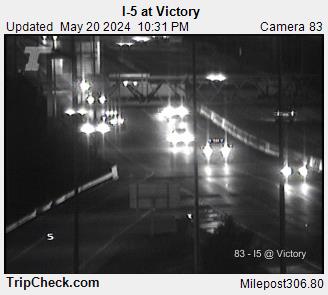 I-5 at Victory
Updated May 20 2024 10:31 PM Camera 83
T
S
83 - I5 @ Victory
TripCheck.com Milepost306.80